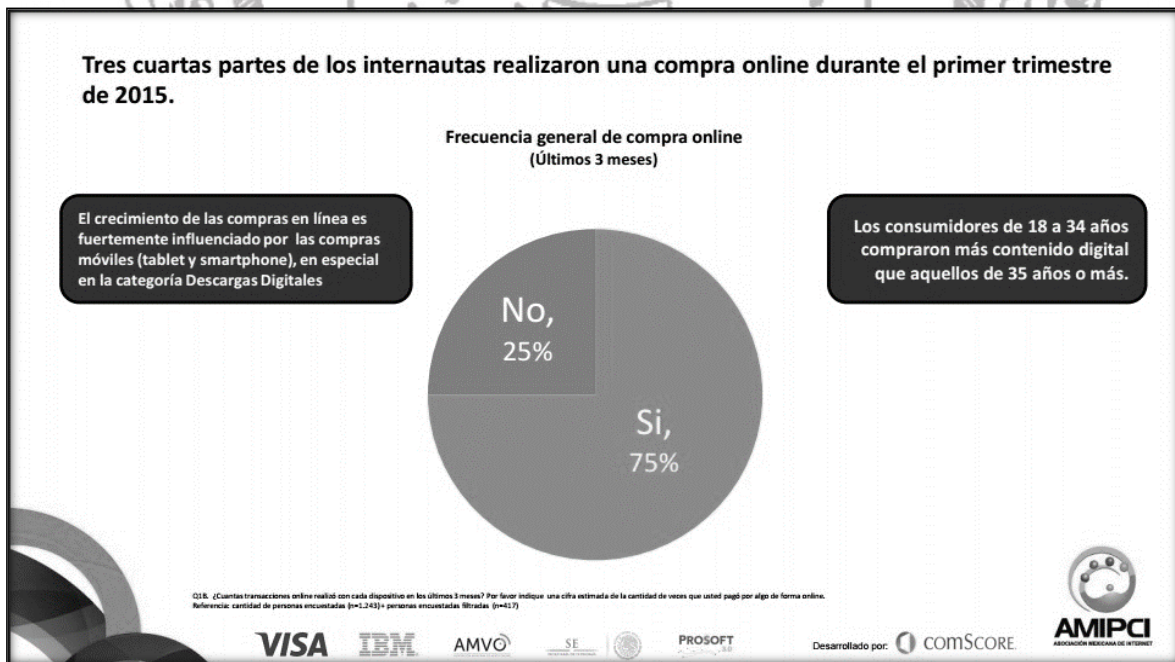 Tres cuartas partes de los internautas realizaron una compra online durante el primer trimestre
de 2015.
Frecuencia general de compra online
(Últimos 3 meses)
El crecimiento de las compras en línea es
fuertemente influenciado por las compras
móviles (tablet y smartphone), en especial
en la categoría Descargas Digitales
Los consumidores de 18 a 34 años
compraron más contenido digital
que aquellos de 35 años o más.
No,
25%
Si,
75%
Q1B. ¿Cuantas transacciones online realizó con cada dispositivo en los últimos 3 meses? Por favor indique una cifra estimada de la cantidad de veces que usted pagó por algo de forma online.
Referencia: cantidad de personas encuestadas (n=1.243)+ personas encuestadas filtradas (n=417)
VISA
IBM
AMVO
SE
PROSOFT
Desarrollado por: comSCORE.
AMIPCI
ASOCIACIÓN MEXICANA DE INTERNET